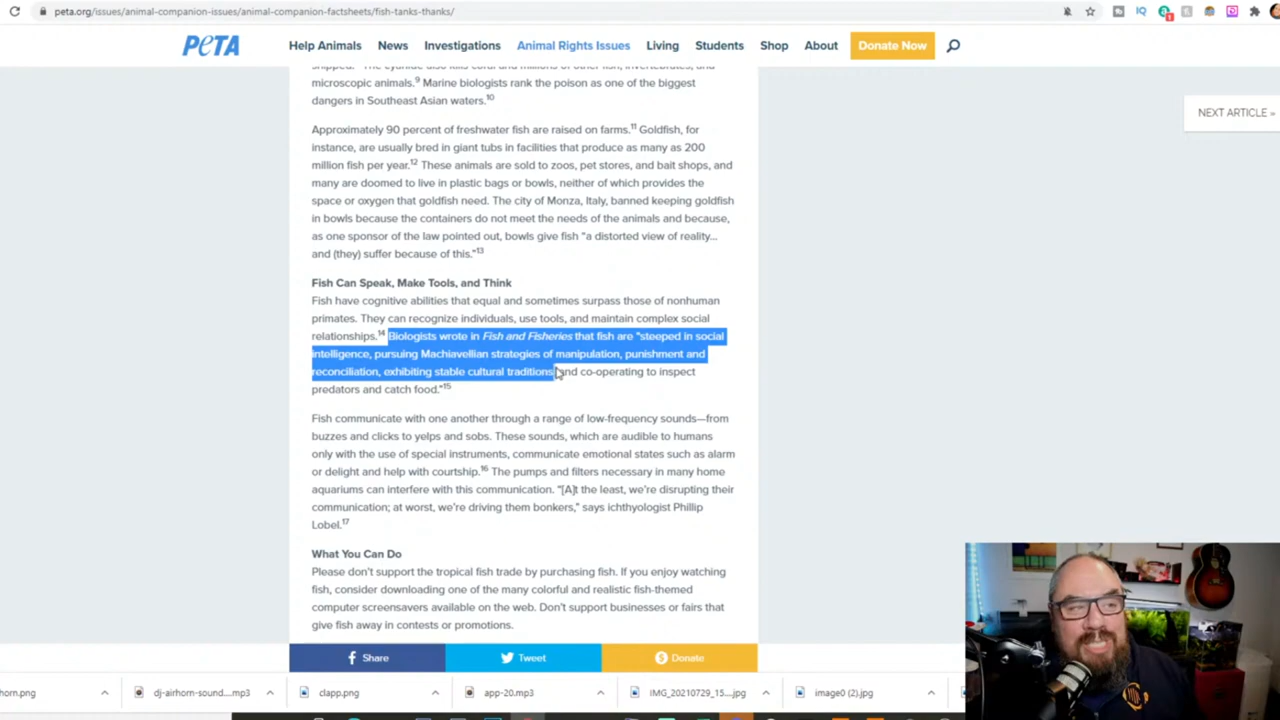 peta.org/issues/animal-companion-issues/animal-companion-factsheets/fish-tanks-thanks/
PETA
Help Animals News Investigations Animal Rights Issues Living Students Shop About Donate Now
shipped. The cyanide also kills coral and millions of other fish, invertebrates, and
microscopic animals.9 Marine biologists rank the poison as one of the biggest
dangers in Southeast Asian waters.10
NEXT ARTICLE »
Approximately 90 percent of freshwater fish are raised on farms.11 Goldfish, for
instance, are usually bred in giant tubs in facilities that produce as many as 200
million fish per year.12 These animals are sold to zoos, pet stores, and bait shops, and
many are doomed to live in plastic bags or bowls, neither of which provides the
space or oxygen that goldfish need. The city of Monza, Italy, banned keeping goldfish
in bowls because the containers do not meet the needs of the animals and because,
as one sponsor of the law pointed out, bowls give fish “a distorted view of reality…
and (they) suffer because of this.”13
Fish Can Speak, Make Tools, and Think
Fish have cognitive abilities that equal and sometimes surpass those of nonhuman
primates. They can recognize individuals, use tools, and maintain complex social
relationships.14 Biologists wrote in Fish and Fisheries that fish are “steeped in social
intelligence, pursuing Machiavellian strategies of manipulation, punishment and
reconciliation, exhibiting stable cultural traditions and co-operating to inspect
predators and catch food.”15
Fish communicate with one another through a range of low-frequency sounds—from
buzzes and clicks to yelps and sobs. These sounds, which are audible to humans
only with the use of special instruments, communicate emotional states such as alarm
or delight and help with courtship.16 The pumps and filters necessary in many home
aquariums can interfere with this communication. “[A]t the least, we’re disrupting their
communication; at worst, we’re driving them bonkers,” says ichthyologist Phillip
Lobel.17
What You Can Do
Please don’t support the tropical fish trade by purchasing fish. If you enjoy watching
fish, consider downloading one of the many colorful and realistic fish-themed
computer screensavers available on the web. Don’t support businesses or fairs that
give fish away in contests or promotions.
Share Tweet Donate
horn.png dj-airhorn-sound....mp3 clapp.png app-20.mp3 IMG_20210729_15....jpg image0 (2).jpg